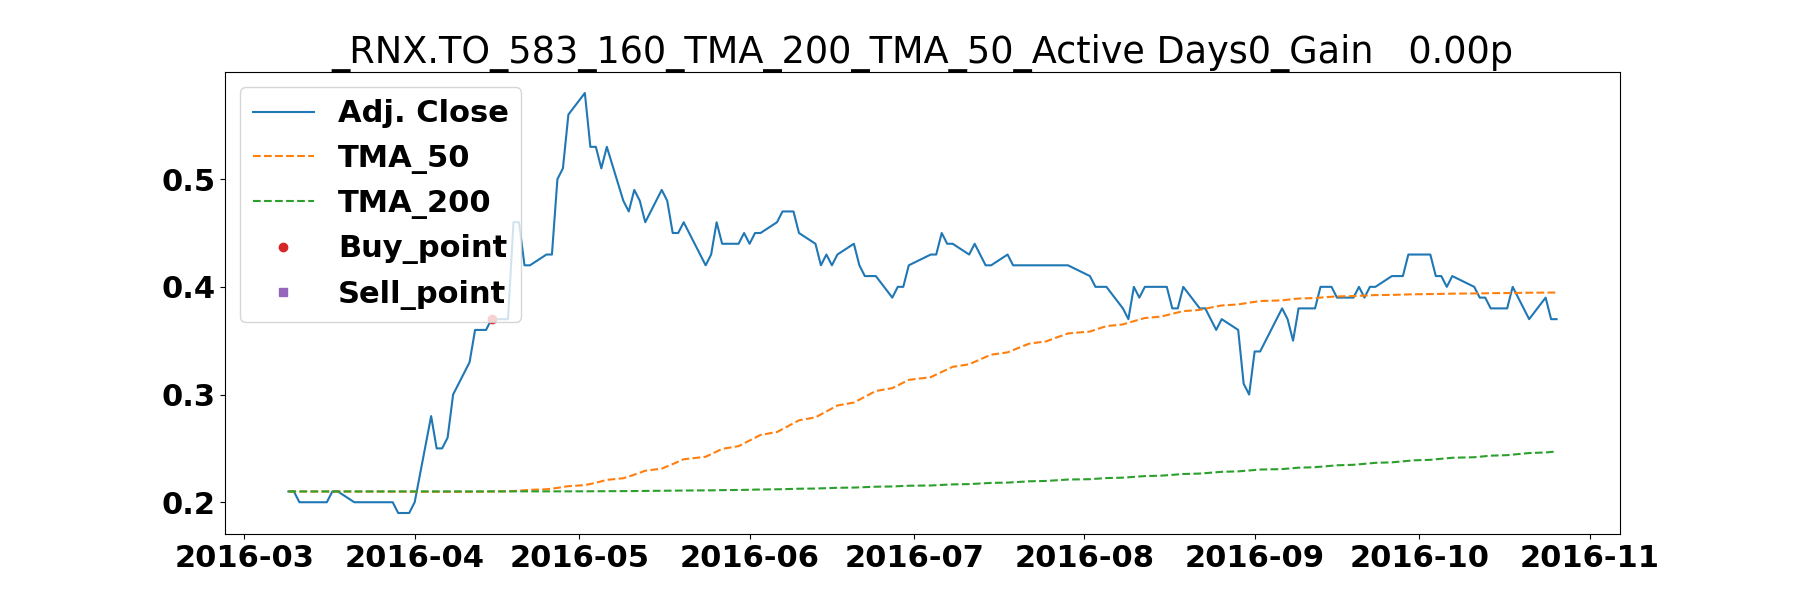 _RNX.TO_583_160_TMA_200_TMA_50_Active Days0_Gain   0.00p
Adj. Close
TMA_50
TMA_200
Buy_point
Sell_point
0.5
0.4
0.3
0.2
2016-03 2016-04 2016-05 2016-06 2016-07 2016-08 2016-09 2016-10 2016-11